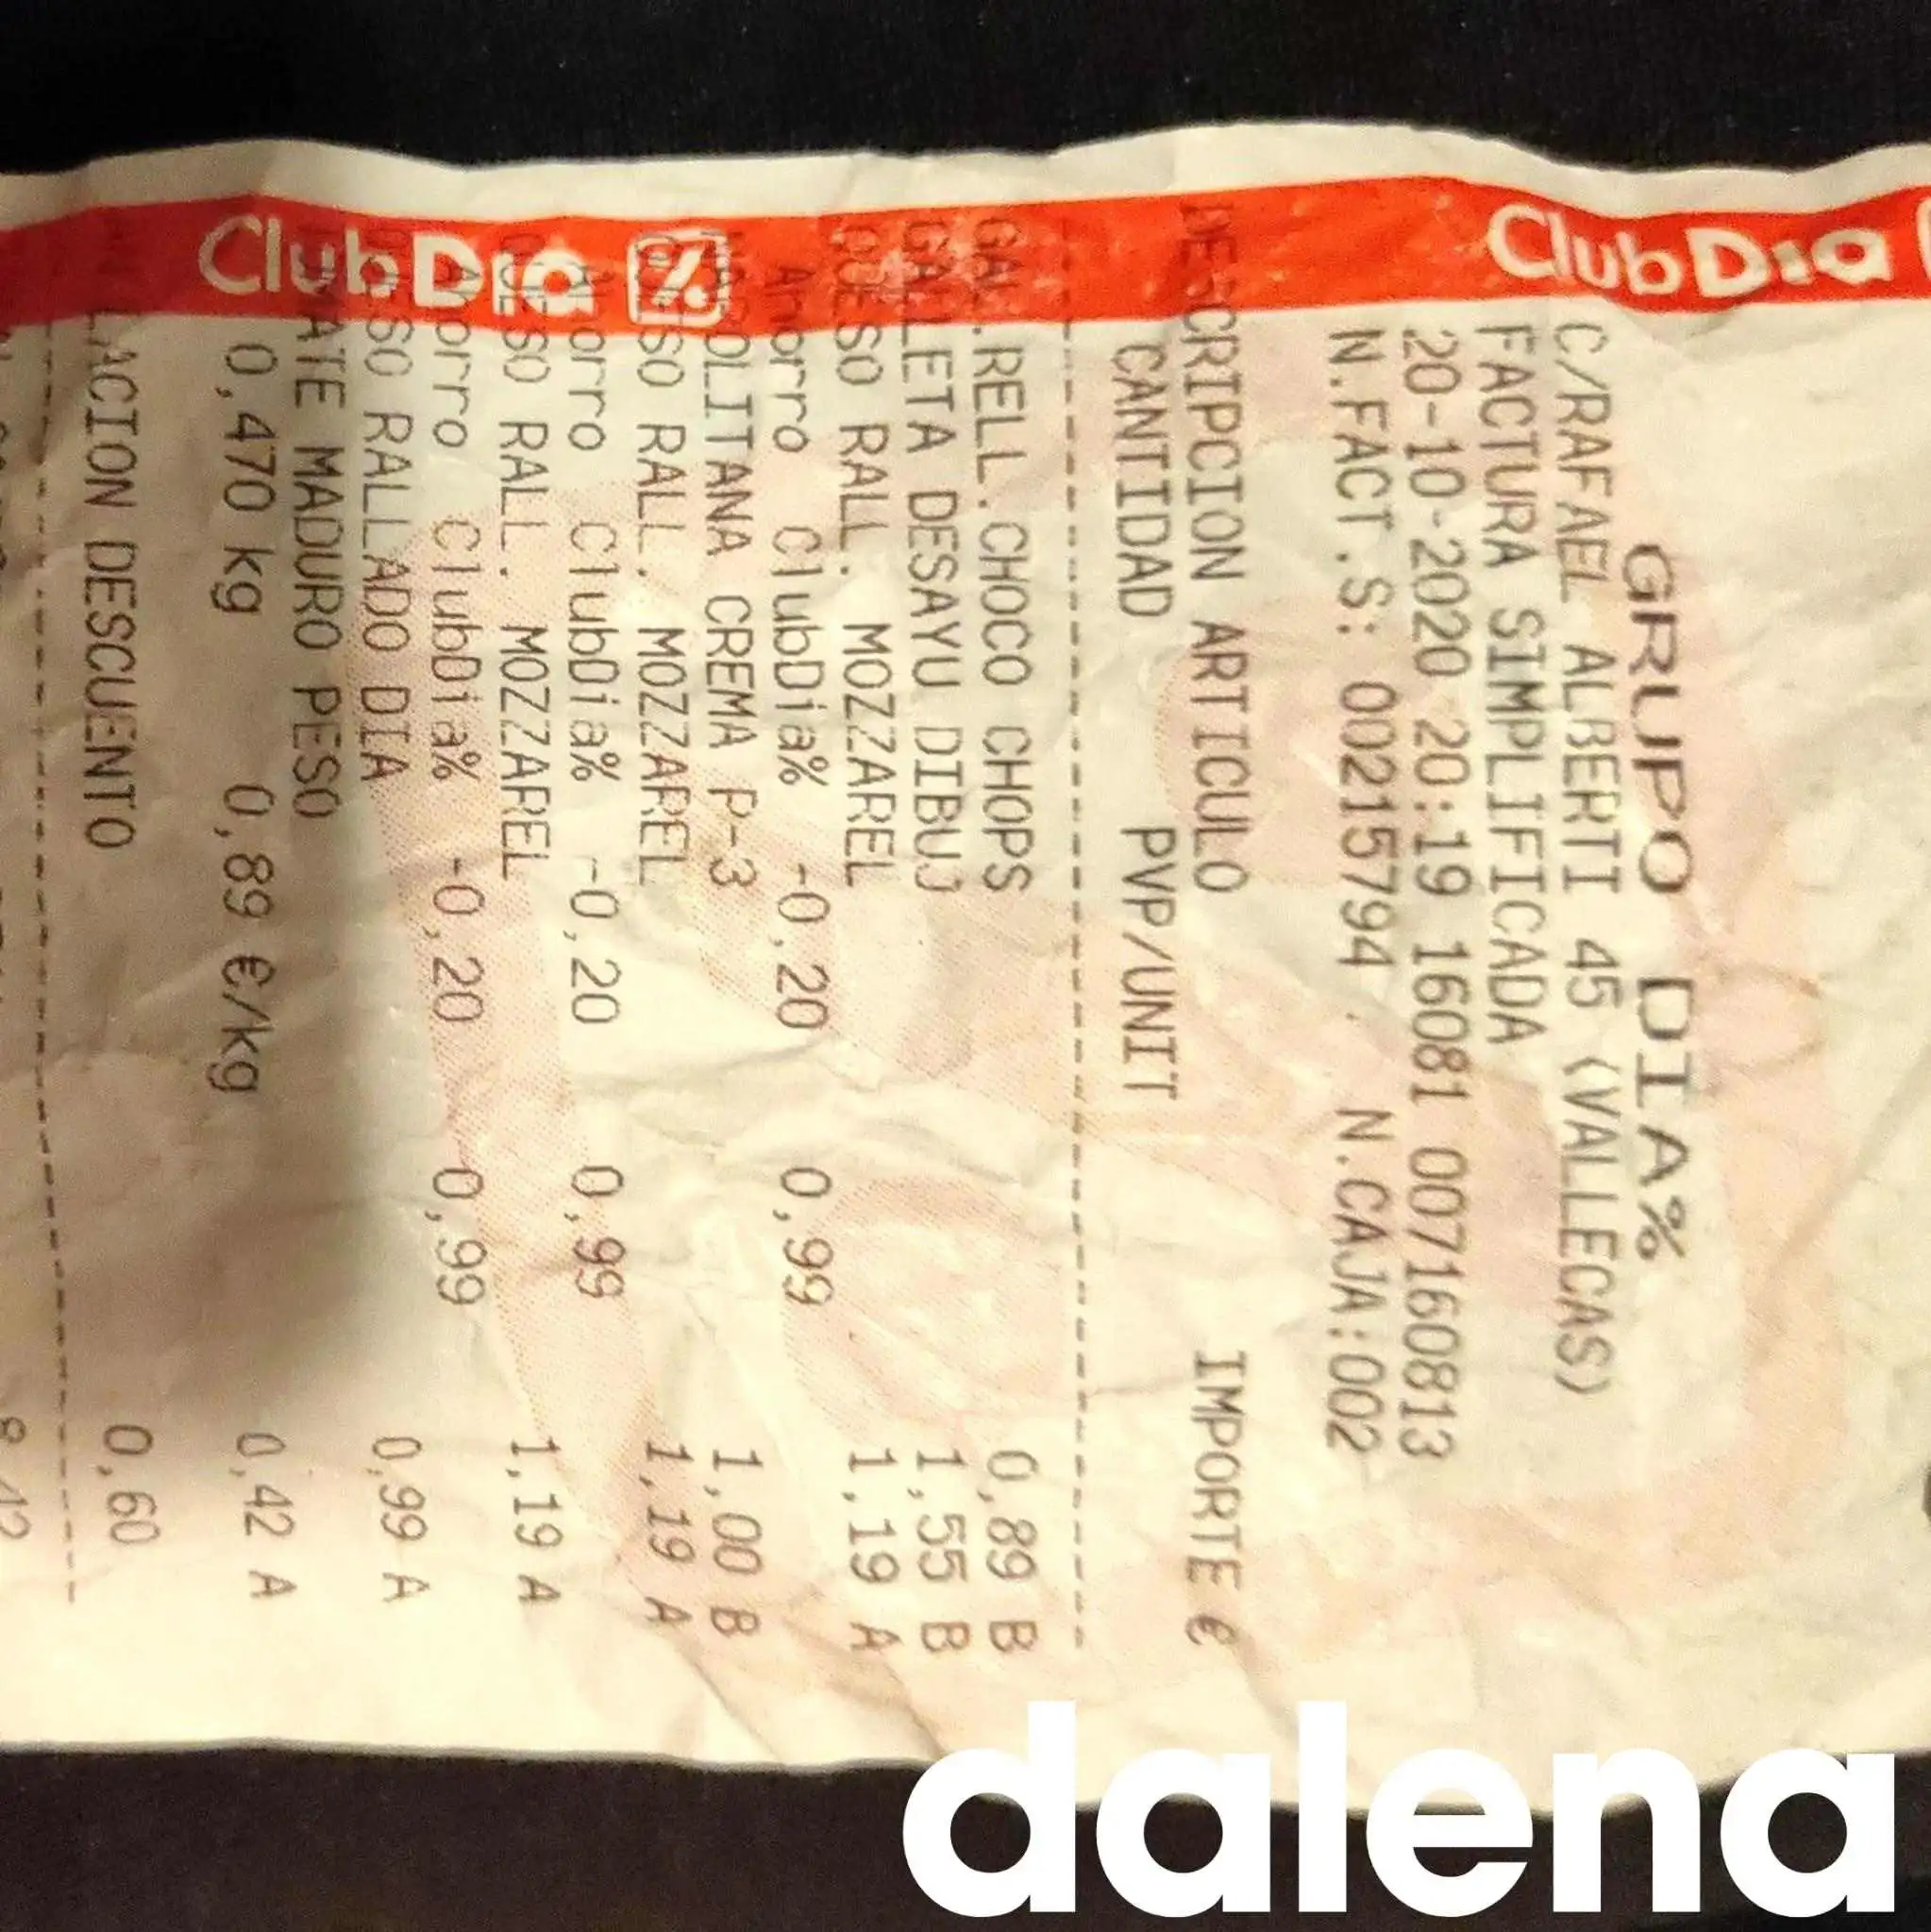 ClubDia
ClubDia %
GRUPO DIA%
C/RAFAEL ALBERTI 45 (VALLECAS)
FACTURA SIMPLIFICADA
20-10-2020 20:19 16081 007160813
N.FACT.S: 002157944 N.CAJA:002
DESCRIPCION ARTICULO IMPORTE €
CANTIDAD PVP/UNIT
GAL.RELL.CHOCO CHOPS 0,89 B
GALLETA DESAYU DIBUJ 1,55 B
QUESO RALL. MOZZAREL 1,19 A
Ahorro ClubDia% -0,20 0,99
NAPOLITANA CREMA P-3 1,00 B
QUESO RALL. MOZZAREL 1,19 A
Ahorro ClubDia% -0,20 0,99
QUESO RALL. MOZZAREL 1,19 A
Ahorro ClubDia% -0,20 0,99
QUESO RALLADO DIA 0,99 A
TOMATE MADURO PESO
0,470 kg 0,89 €/kg 0,42 A
DESCUENTO 0,60
dalena